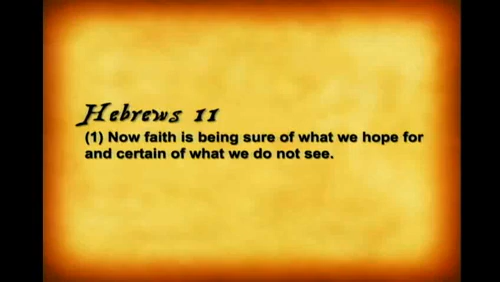 Hebrews 11
(1) Now faith is being sure of what we hope for
and certain of what we do not see.